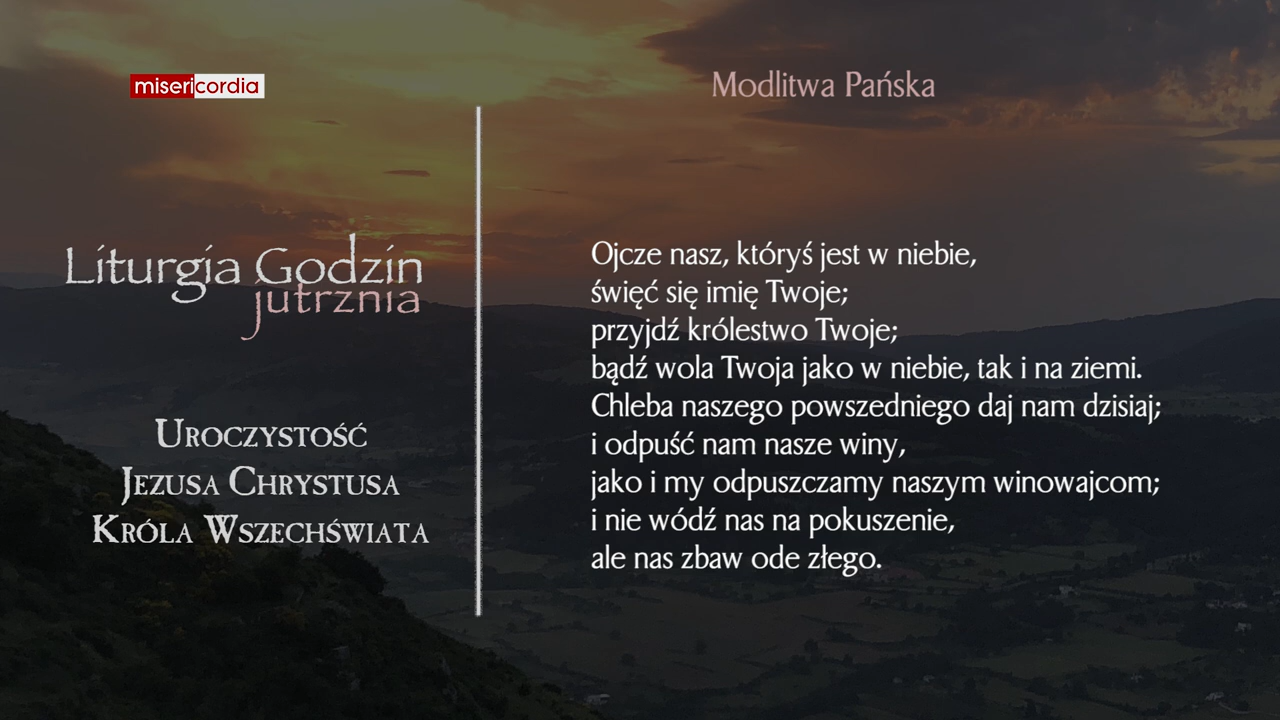 misericordia
Liturgia Godzin
jutrznia
Uroczystość
Jezusa Chrystusa
Króla Wszechświata
Modlitwa Pańska
Ojcze nasz, któryś jest w niebie,
święć się imię Twoje;
przyjdź królestwo Twoje;
bądź wola Twoja jako w niebie, tak i na ziemi.
Chleba naszego powszedniego daj nam dzisiaj;
i odpuść nam nasze winy,
jako i my odpuszczamy naszym winowajcom;
i nie wódź nas na pokuszenie,
ale nas zbaw ode złego.